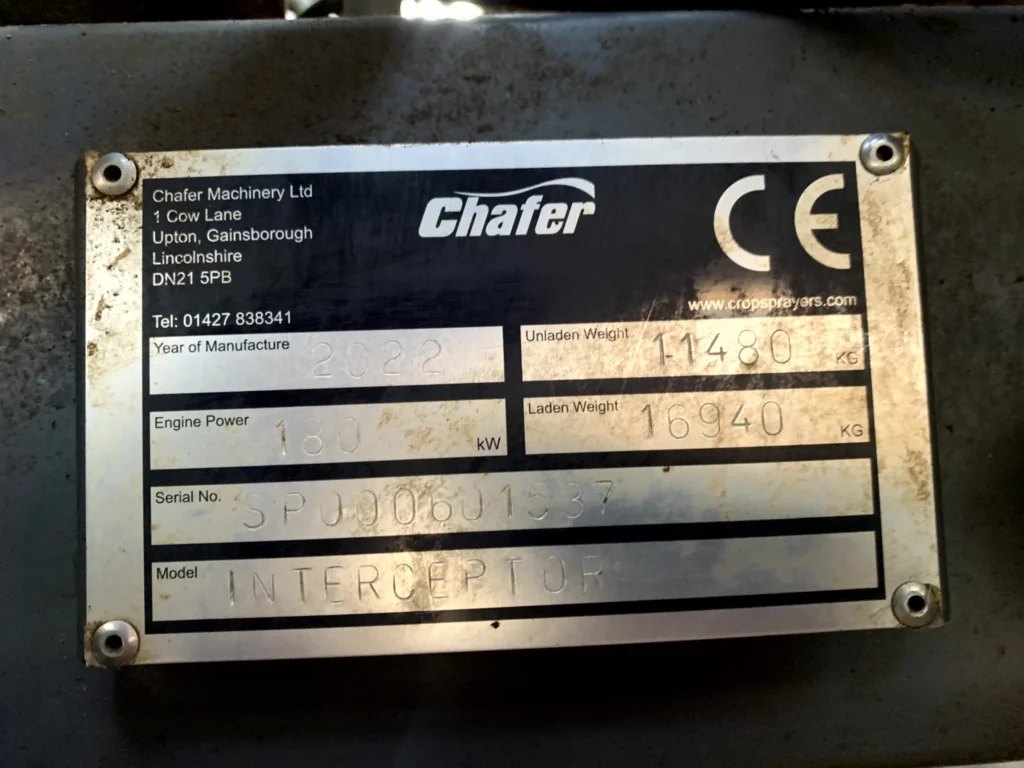 Chafer Machinery Ltd
1 Cow Lane
Upton, Gainsborough
Lincolnshire
DN21 5PB
Tel: 01427 838341
Chafer
CE
www.cropsprayers.com
Year of Manufacture 2022
Unladen Weight 11480 KG
Engine Power 180 kW
Laden Weight 16940 KG
Serial No.
Model INTERCEPTOR